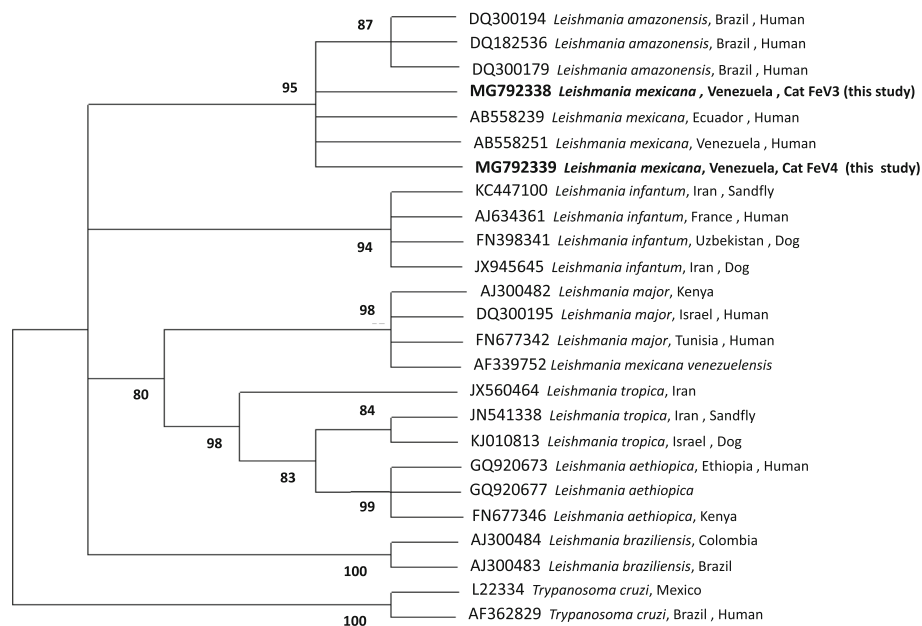 87
DQ300194 Leishmania amazonensis, Brazil , Human
DQ182536 Leishmania amazonensis, Brazil , Human
DQ300179 Leishmania amazonensis, Brazil , Human
95
MG792338 Leishmania mexicana , Venezuela , Cat FeV3 (this study)
AB558239 Leishmania mexicana, Ecuador , Human
AB558251 Leishmania mexicana, Venezuela , Human
MG792339 Leishmania mexicana, Venezuela, Cat FeV4 (this study)
KC447100 Leishmania infantum, Iran , Sandfly
AJ634361 Leishmania infantum, France , Human
94
FN398341 Leishmania infantum, Uzbekistan , Dog
JX945645 Leishmania infantum, Iran , Dog
AJ300482 Leishmania major, Kenya
98
DQ300195 Leishmania major, Israel , Human
FN677342 Leishmania major, Tunisia , Human
AF339752 Leishmania mexicana venezuelensis
80
JX560464 Leishmania tropica, Iran
84
JN541338 Leishmania tropica, Iran , Sandfly
98
KJ010813 Leishmania tropica, Israel , Dog
83
GQ920673 Leishmania aethiopica, Ethiopia , Human
GQ920677 Leishmania aethiopica
99
FN677346 Leishmania aethiopica, Kenya
AJ300484 Leishmania braziliensis, Colombia
100
AJ300483 Leishmania braziliensis, Brazil
L22334 Trypanosoma cruzi, Mexico
100
AF362829 Trypanosoma cruzi, Brazil , Human